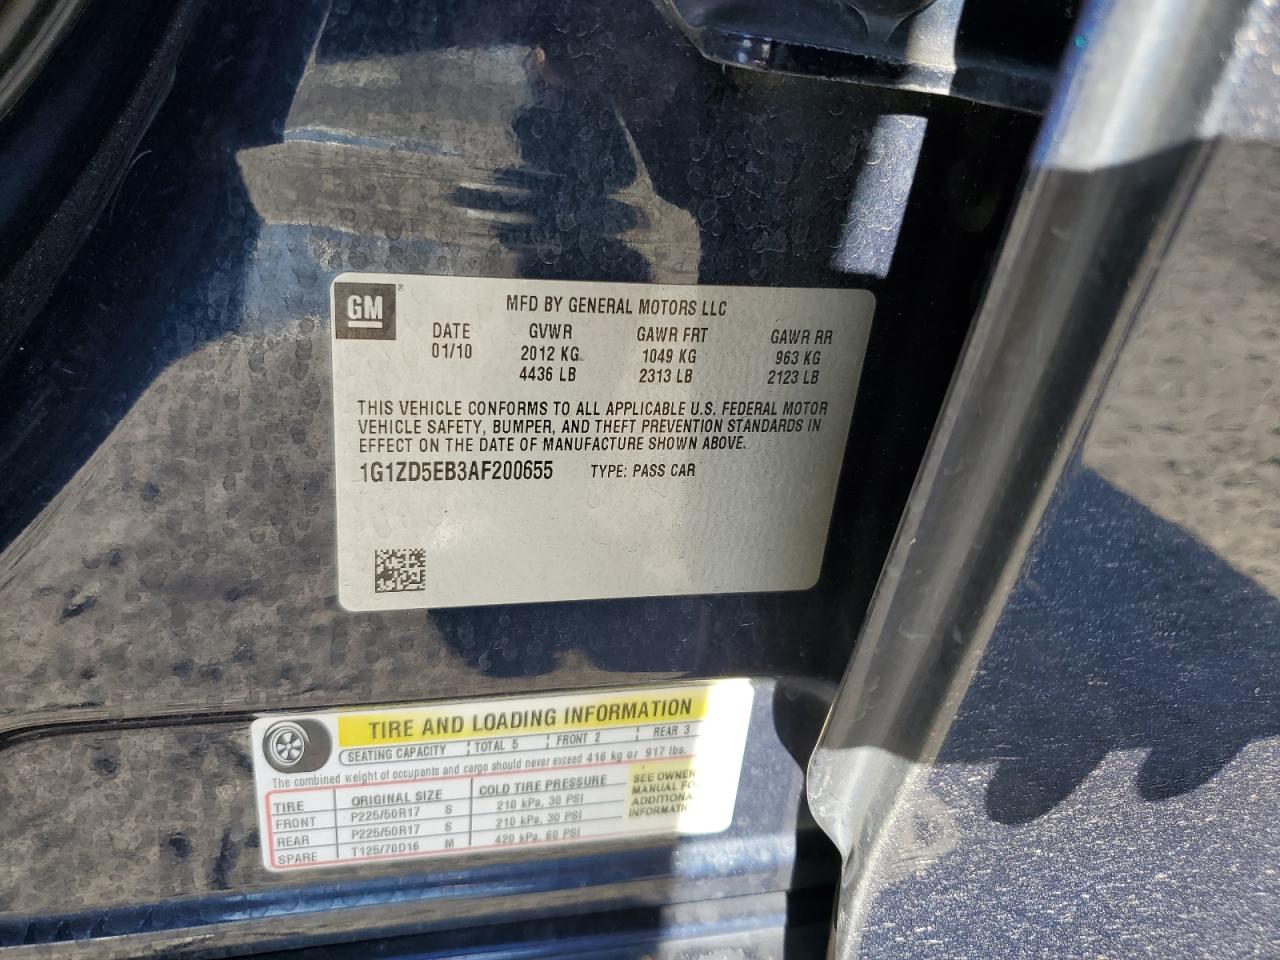 GM
MFD BY GENERAL MOTORS LLC
DATE GVWR GAWR FRT GAWR RR
01/10 2012 KG 1049 KG 963 KG
4436 LB 2313 LB 2123 LB
THIS VEHICLE CONFORMS TO ALL APPLICABLE U.S. FEDERAL MOTOR
VEHICLE SAFETY, BUMPER, AND THEFT PREVENTION STANDARDS IN
EFFECT ON THE DATE OF MANUFACTURE SHOWN ABOVE.
1G1ZD5EB3AF200655 TYPE: PASS CAR
TIRE AND LOADING INFORMATION
SEATING CAPACITY TOTAL 5 FRONT 2 REAR 3
The combined weight of occupants and cargo should never exceed 416 kg or 917 lbs.
TIRE ORIGINAL SIZE COLD TIRE PRESSURE
FRONT P225/50R17 S 210 kPa, 30 PSI
REAR P225/50R17 S 210 kPa, 30 PSI
SPARE T125/70D16 M 420 kPa, 60 PSI
SEE OWNER
MANUAL FO
ADDITIONA
INFORMATI